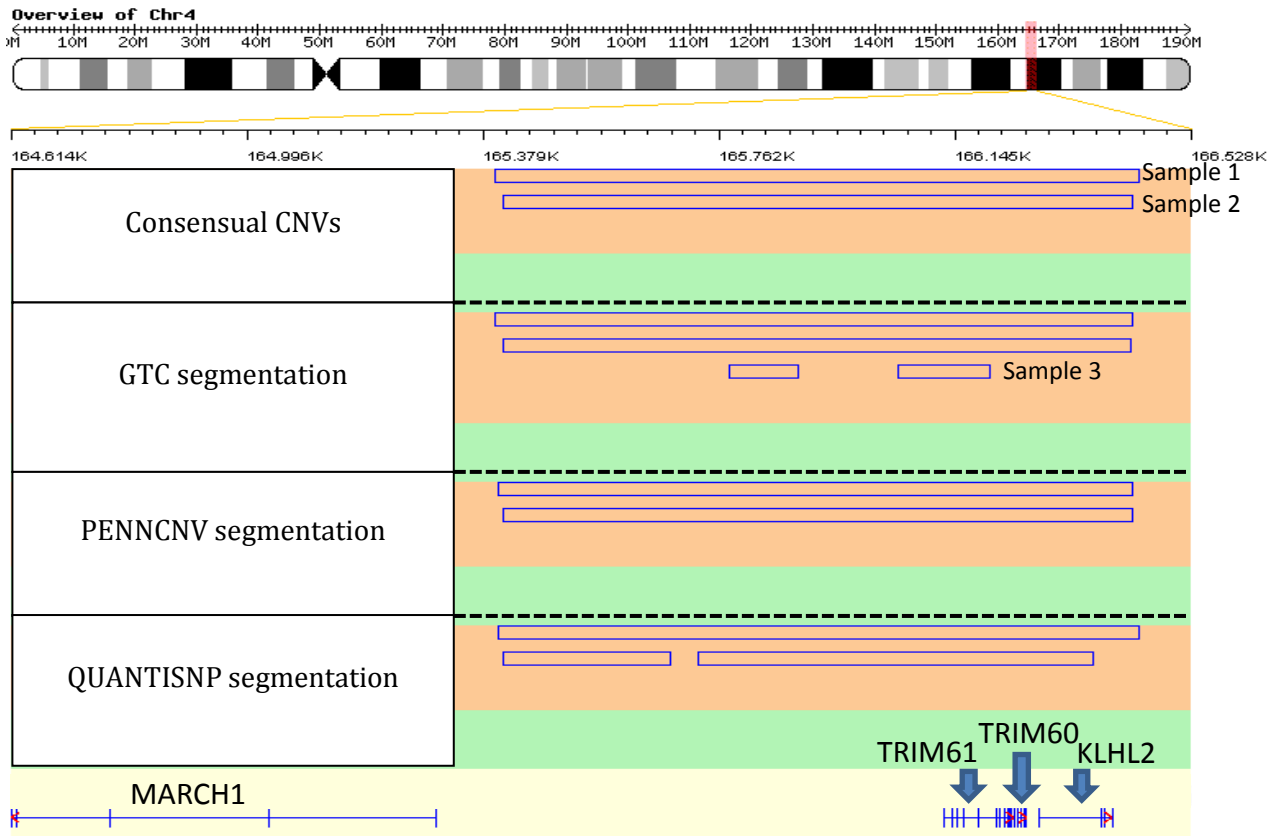 Overview of Chr4
0M 10M 20M 30M 40M 50M 60M 70M 80M 90M 100M 110M 120M 130M 140M 150M 160M 170M 180M 190M
164.614K 164.996K 165.379K 165.762K 166.145K 166.528K
Sample 1
Consensual CNVs
Sample 2
GTC segmentation
Sample 3
PENNCNV segmentation
QUANTISNP segmentation
TRIM61 TRIM60 KLHL2
MARCH1